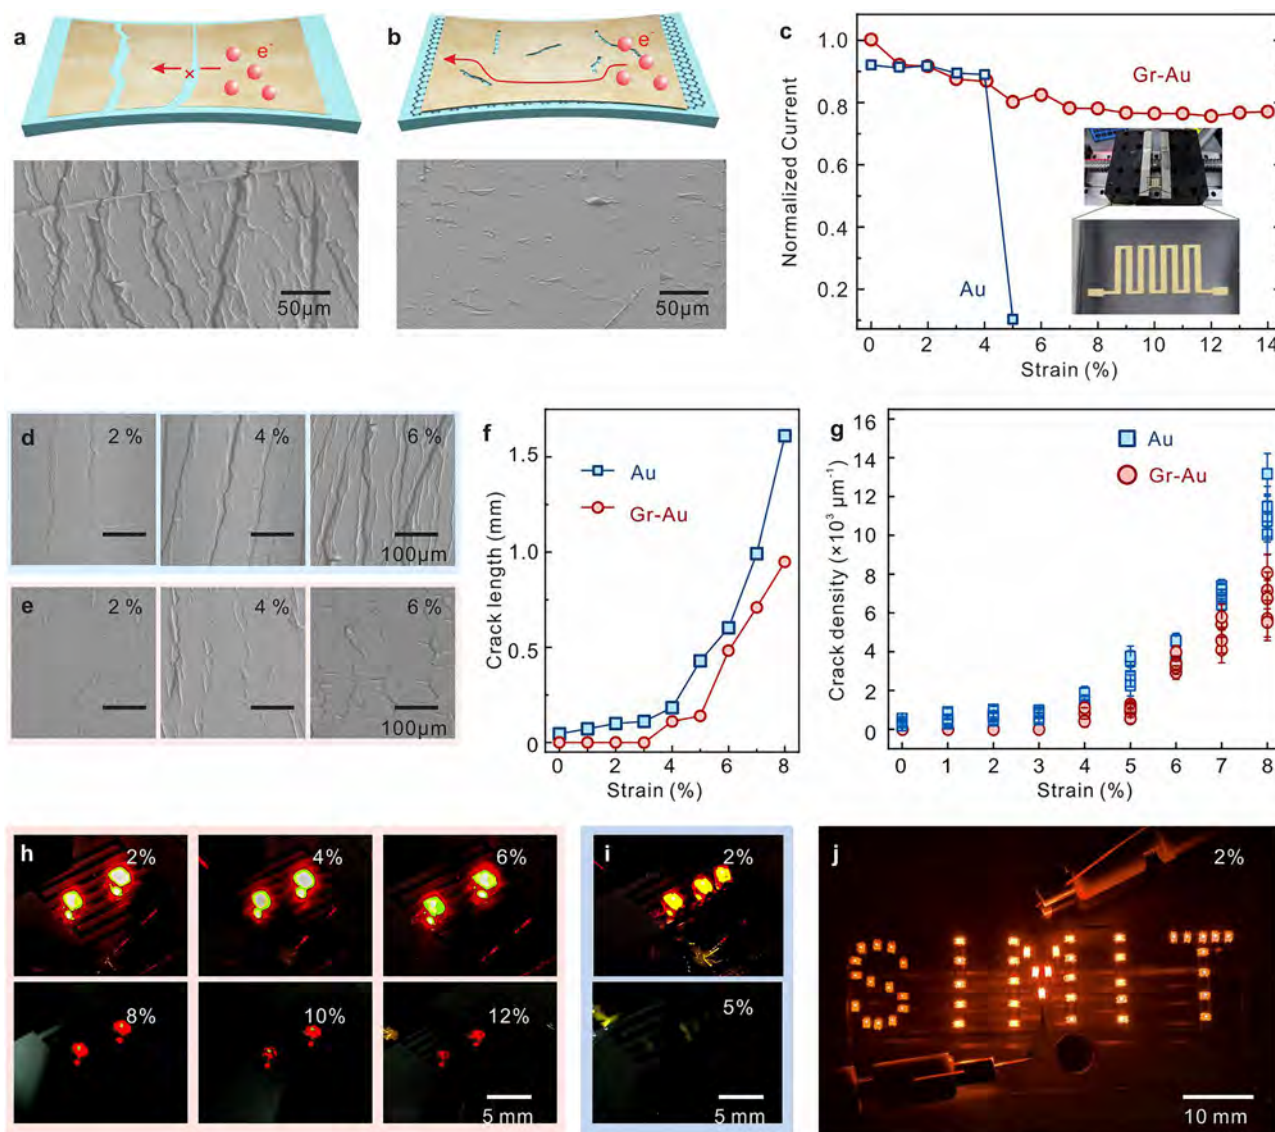 a
e⁻
×
50μm
b
e⁻
50μm
c
1.0
0.8
0.6
0.4
0.2
Normalized Current
Gr-Au
Au
0 2 4 6 8 10 12 14
Strain (%)
d
2 %
4 %
6 %
100μm
e
2 %
4 %
6 %
100μm
f
1.5
1.0
0.5
0
Crack length (mm)
Au
Gr-Au
0 2 4 6 8
Strain (%)
g
16
14
12
10
8
6
4
2
0
Crack density (×10³ μm⁻¹)
Au
Gr-Au
0 1 2 3 4 5 6 7 8
Strain (%)
h
2%
4%
6%
8%
10%
12%
5 mm
i
2%
5%
5 mm
j
2%
10 mm